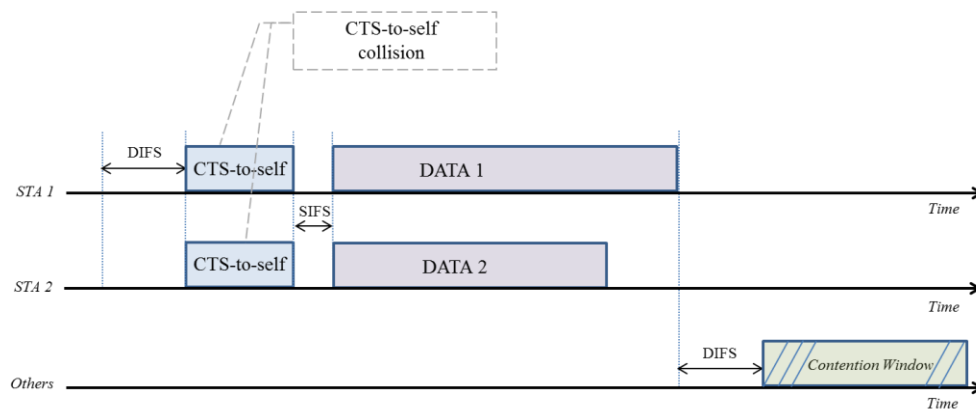 CTS-to-self
collision
DIFS
CTS-to-self
DATA 1
STA 1
Time
SIFS
CTS-to-self
DATA 2
STA 2
Time
DIFS
Contention Window
Others
Time